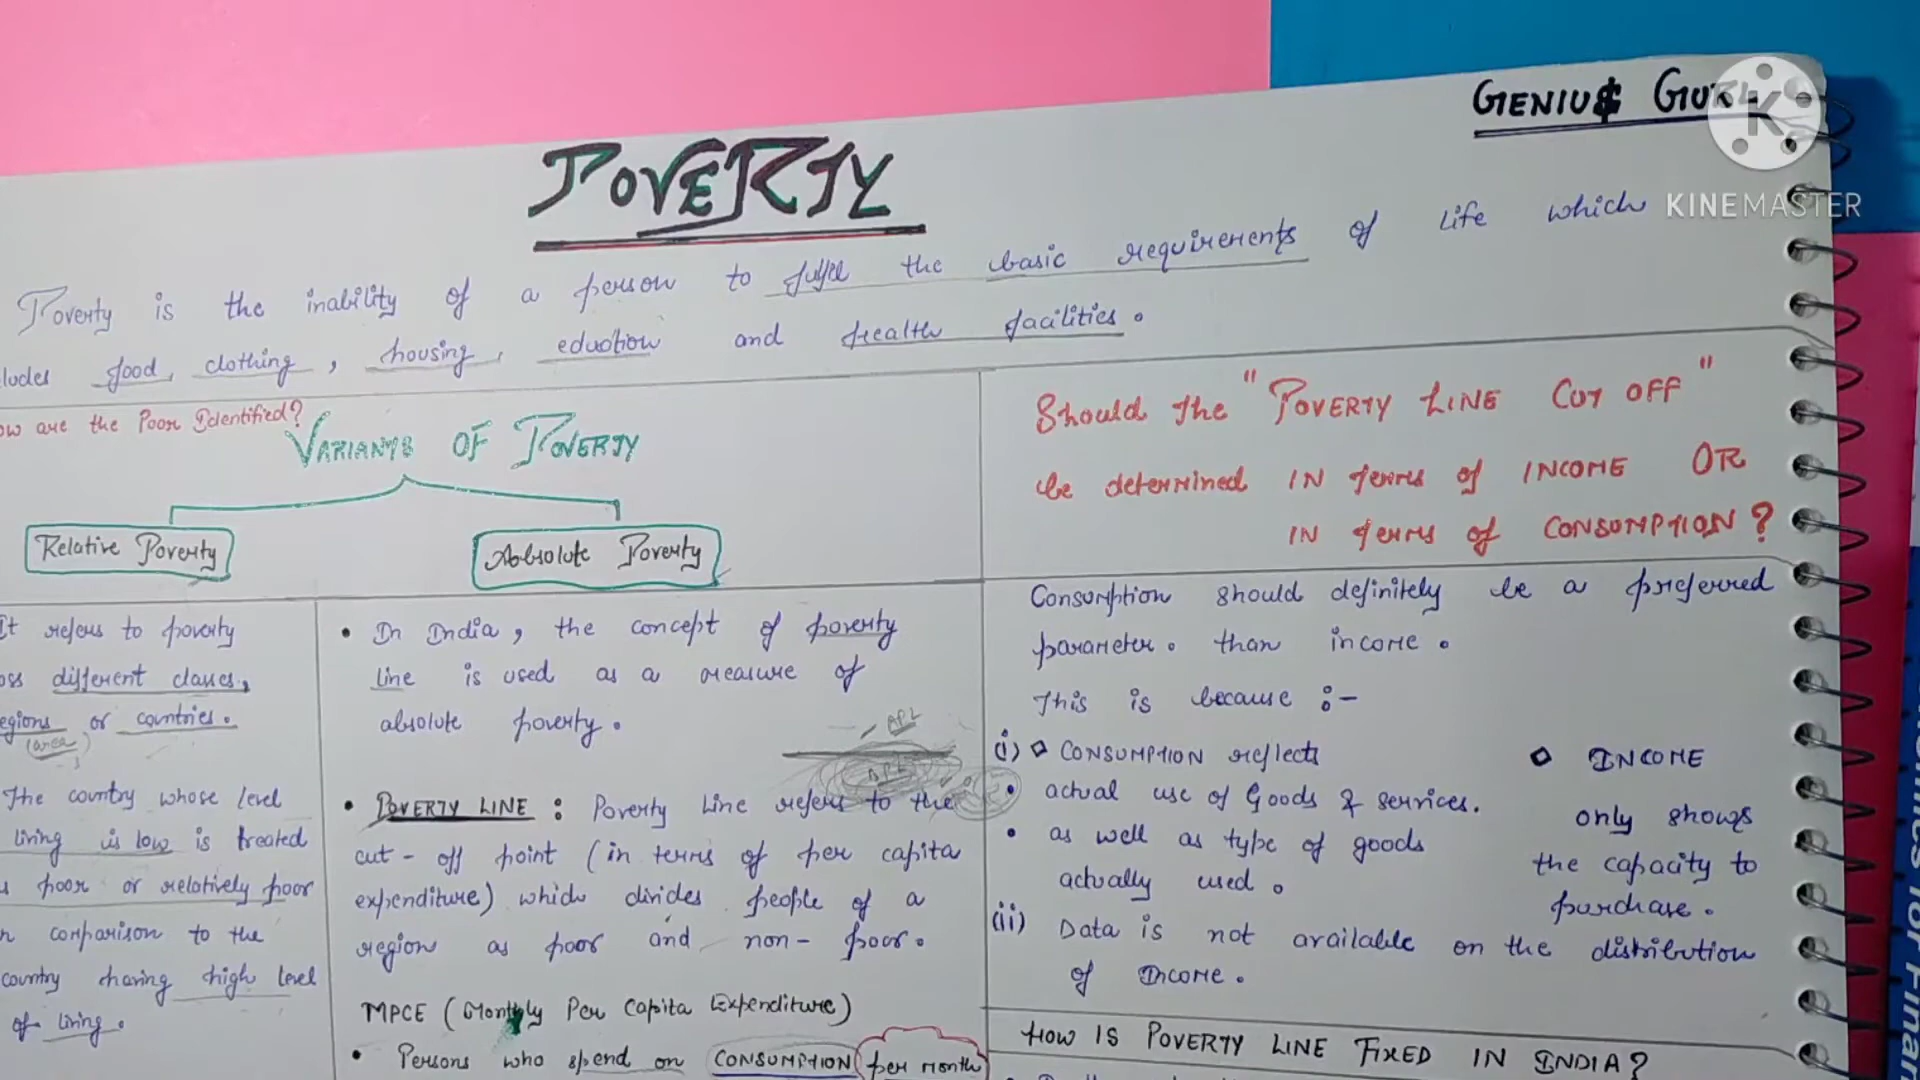 GENIU$ GURU
K
KINEMASTER
POVERTY
Poverty is the inability of a person to fulfil the basic requirements of life which
ludes food, clothing, housing, eduction and health facilities.
ow are the Poor Identified?
VARIANTS OF POVERTY
Relative Poverty
Absolute Poverty
It refers to poverty
oss different classes,
egions or countries.
(area)
The country whose level
living is low is treated
poor or relatively poor
n comparison to the
country having high level
of living.
• In India, the concept of poverty
line is used as a measure of
absolute poverty.
APL
BPL
• POVERTY LINE : Poverty Line refers to the
cut-off point (in terms of per capita
expenditure) which divides people of a
region as poor and non-poor.
MPCE (Monthly Per Capita Expenditure)
• Persons who spend on CONSUMPTION per month
Should the "POVERTY LINE CUT OFF"
be determined IN terms of INCOME OR
IN terms of CONSUMPTION?
Consumption should definitely be a preferred
parameter. than income.
This is because :-
(i) ◇ CONSUMPTION reflects
• actual use of Goods & services.
• as well as type of goods
actually used.
◇ INCOME
only shows
the capacity to
purchase.
(ii) Data is not available on the distribution
of Income.
HOW IS POVERTY LINE FIXED IN INDIA?